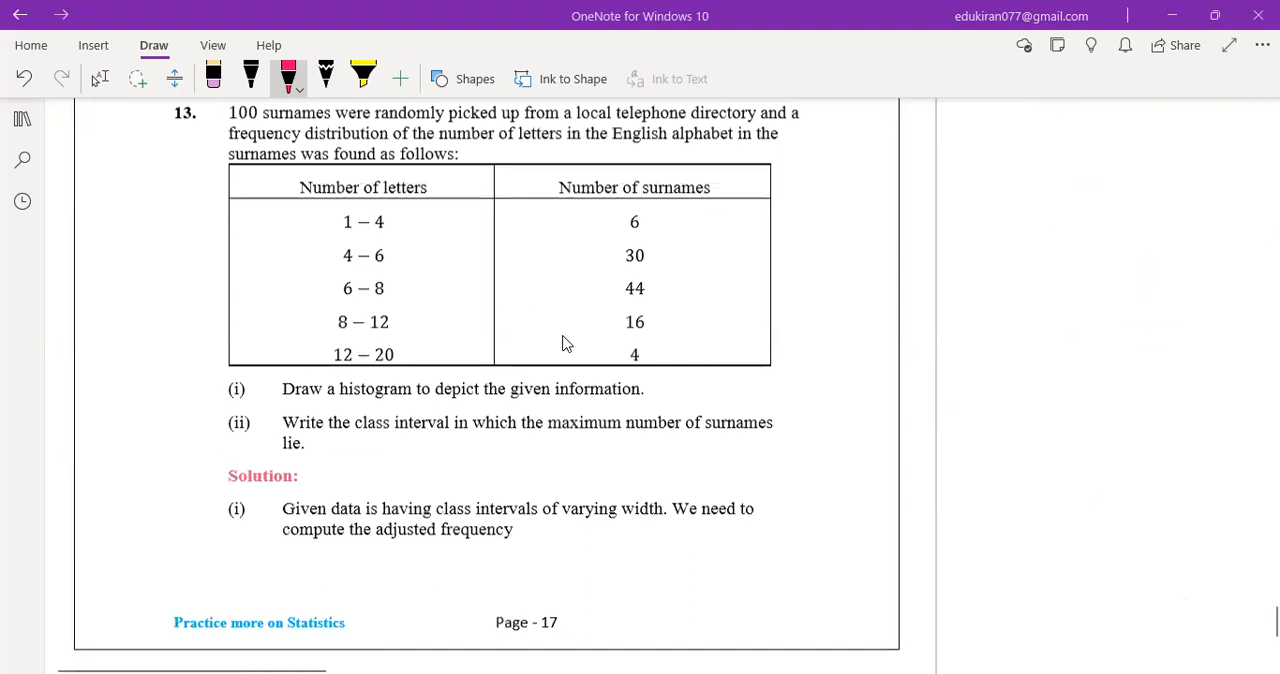 OneNote for Windows 10
edukiran077@gmail.com
Home Insert Draw View Help
Share
Shapes Ink to Shape Ink to Text
13. 100 surnames were randomly picked up from a local telephone directory and a
frequency distribution of the number of letters in the English alphabet in the
surnames was found as follows:
Number of letters Number of surnames
1 – 4 6
4 – 6 30
6 – 8 44
8 – 12 16
12 – 20 4
(i) Draw a histogram to depict the given information.
(ii) Write the class interval in which the maximum number of surnames
lie.
Solution:
(i) Given data is having class intervals of varying width. We need to
compute the adjusted frequency
Practice more on Statistics Page - 17